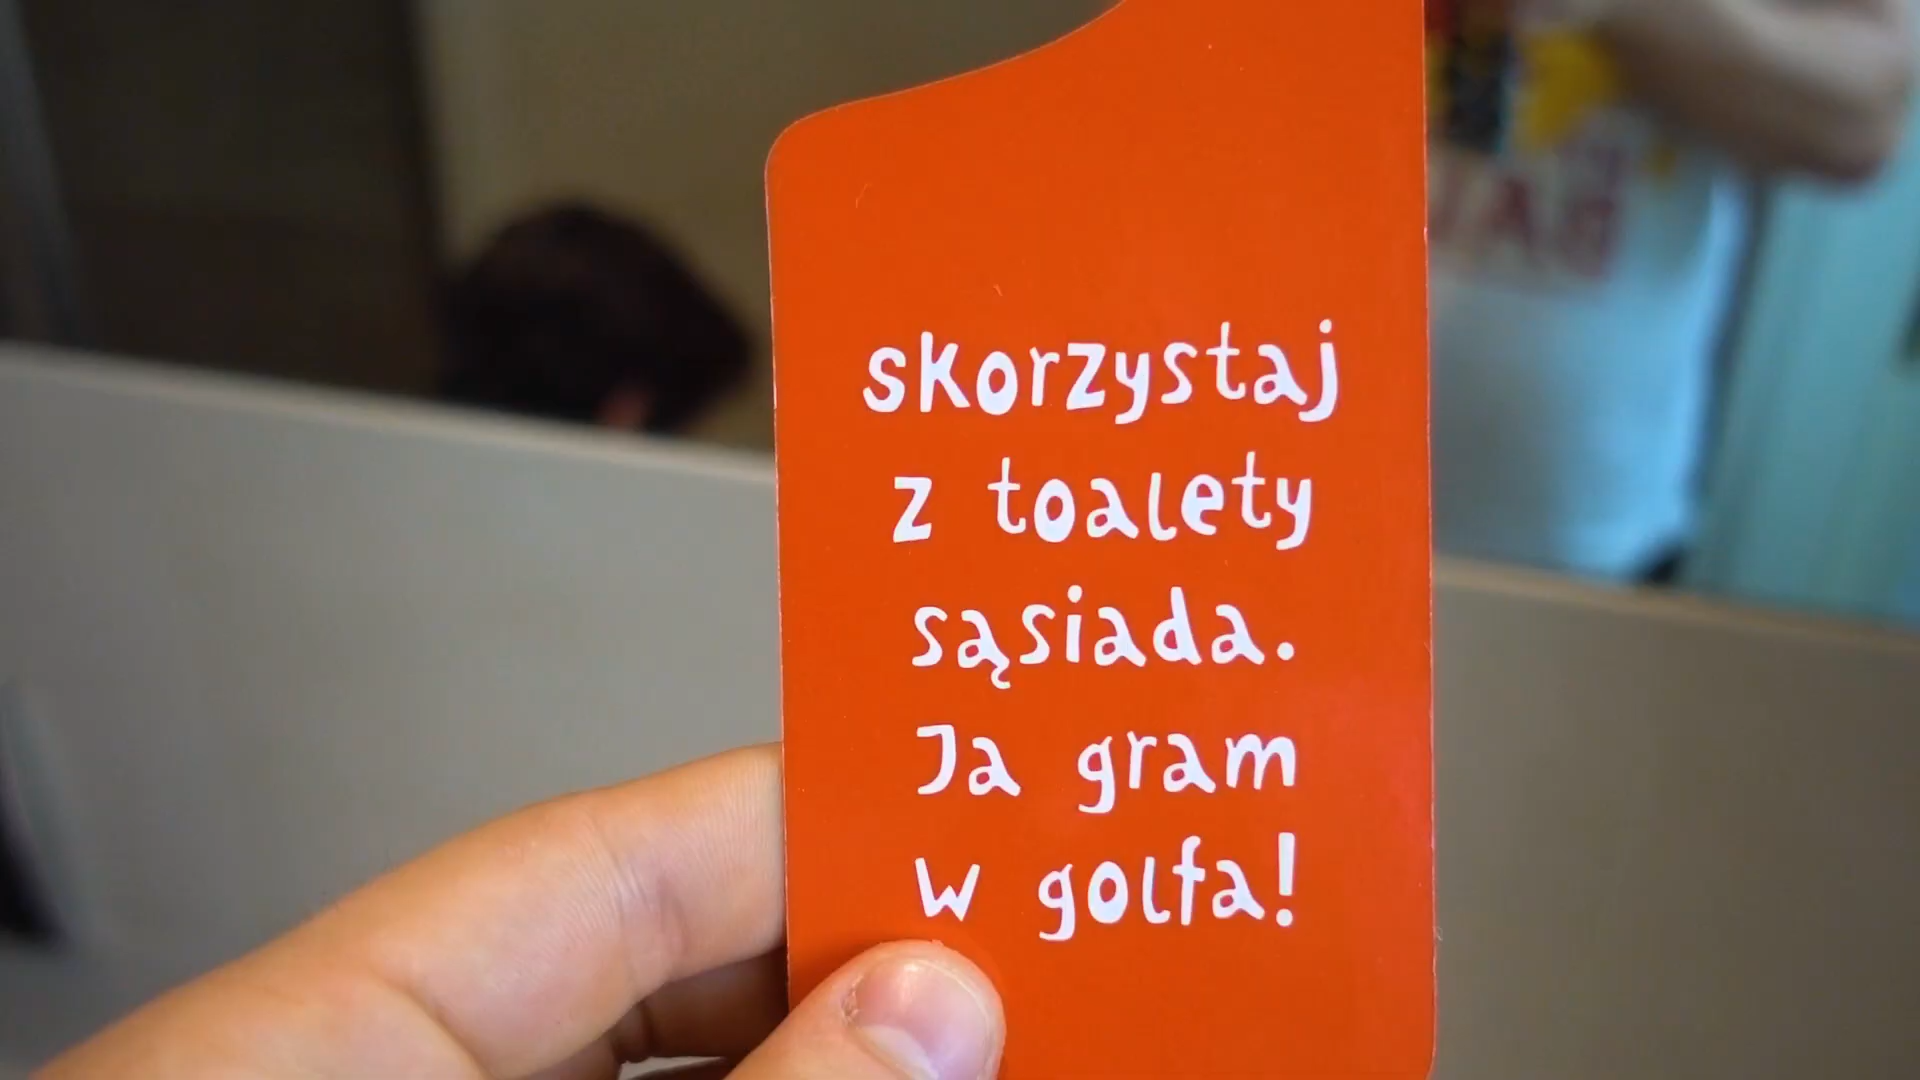 skorzystaj
z toalety
sąsiada.
Ja gram
w golfa!